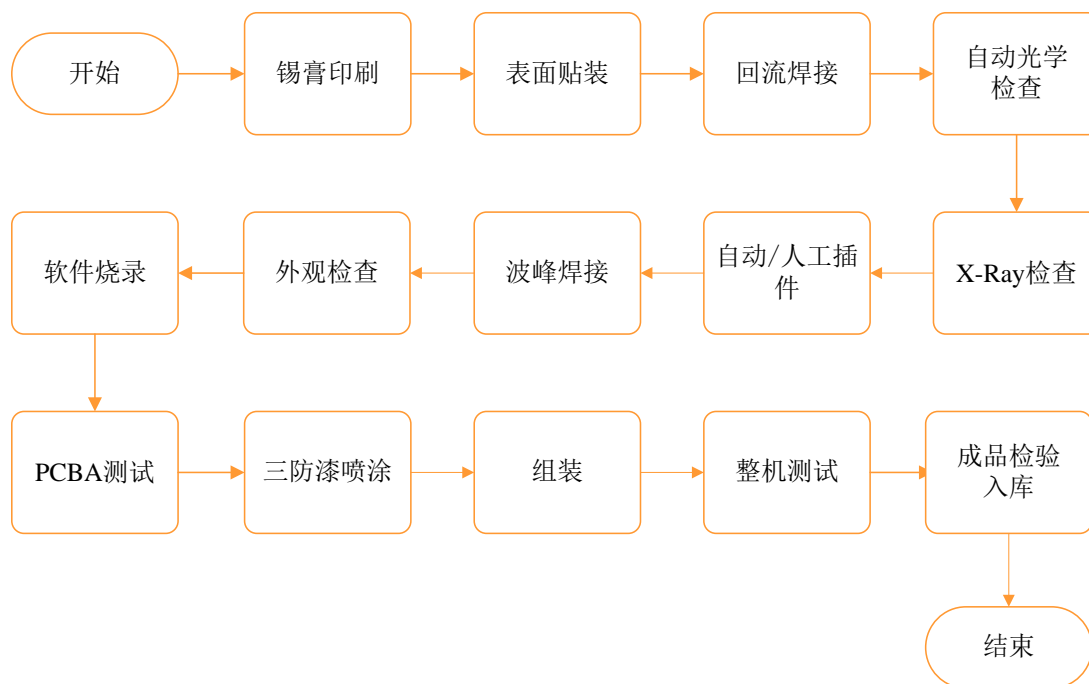 开始
锡膏印刷
表面贴装
回流焊接
自动光学
检查
X-Ray检查
自动/人工插
件
波峰焊接
外观检查
软件烧录
PCBA测试
三防漆喷涂
组装
整机测试
成品检验
入库
结束